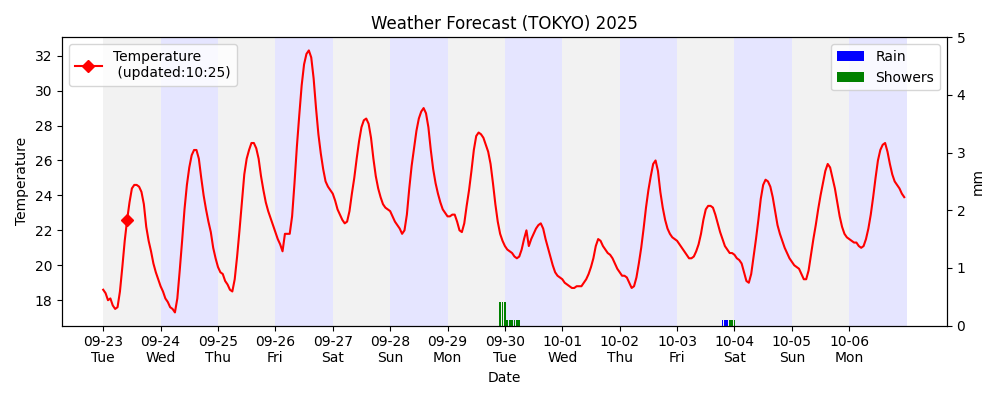 Weather Forecast (TOKYO) 2025
Temperature
(updated:10:25)
Rain
Showers
Temperature
32
30
28
26
24
22
20
18
5
4
3
2
1
0
mm
09-23 09-24 09-25 09-26 09-27 09-28 09-29 09-30 10-01 10-02 10-03 10-04 10-05 10-06
Tue Wed Thu Fri Sat Sun Mon Tue Wed Thu Fri Sat Sun Mon
Date